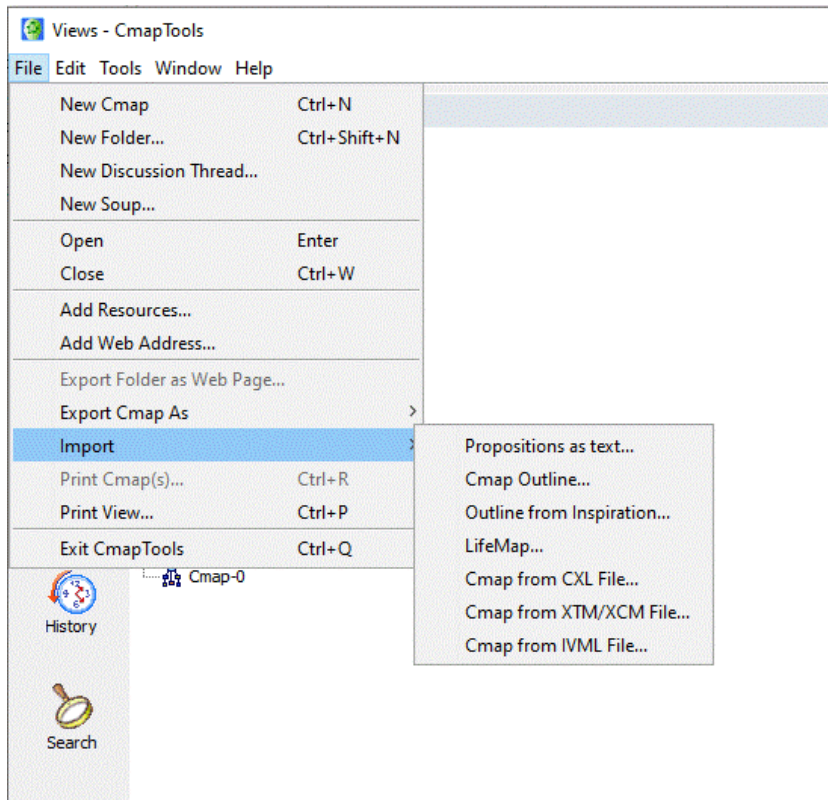 Views - CmapTools
File Edit Tools Window Help
New Cmap Ctrl+N
New Folder... Ctrl+Shift+N
New Discussion Thread...
New Soup...
Open Enter
Close Ctrl+W
Add Resources...
Add Web Address...
Export Folder as Web Page...
Export Cmap As >
Import >
Propositions as text...
Print Cmap(s)... Ctrl+R
Cmap Outline...
Print View... Ctrl+P
Outline from Inspiration...
Exit CmapTools Ctrl+Q
LifeMap...
Cmap-0
Cmap from CXL File...
History
Cmap from XTM/XCM File...
Cmap from IVML File...
Search